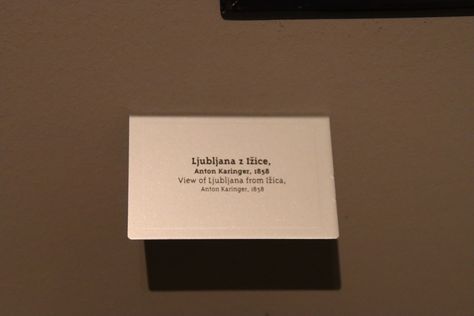 Ljubljana z Ižice,
Anton Karinger, 1858
View of Ljubljana from Ižica,
Anton Karinger, 1858